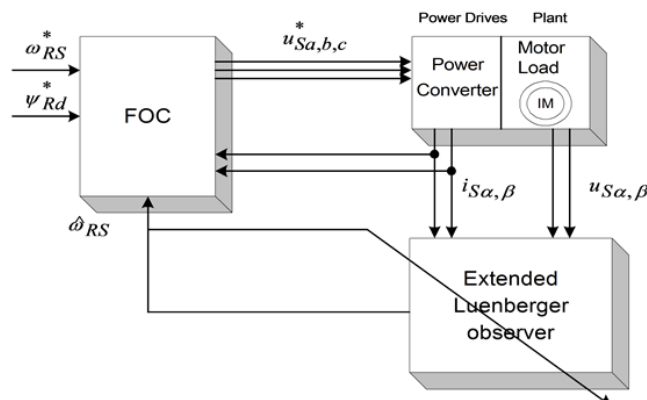 Power Drives Plant
ω*RS
u*Sa,b,c
Power Converter
Motor Load
IM
ψ*Rd
FOC
iSα,β
uSα,β
ω̂RS
Extended
Luenberger
observer